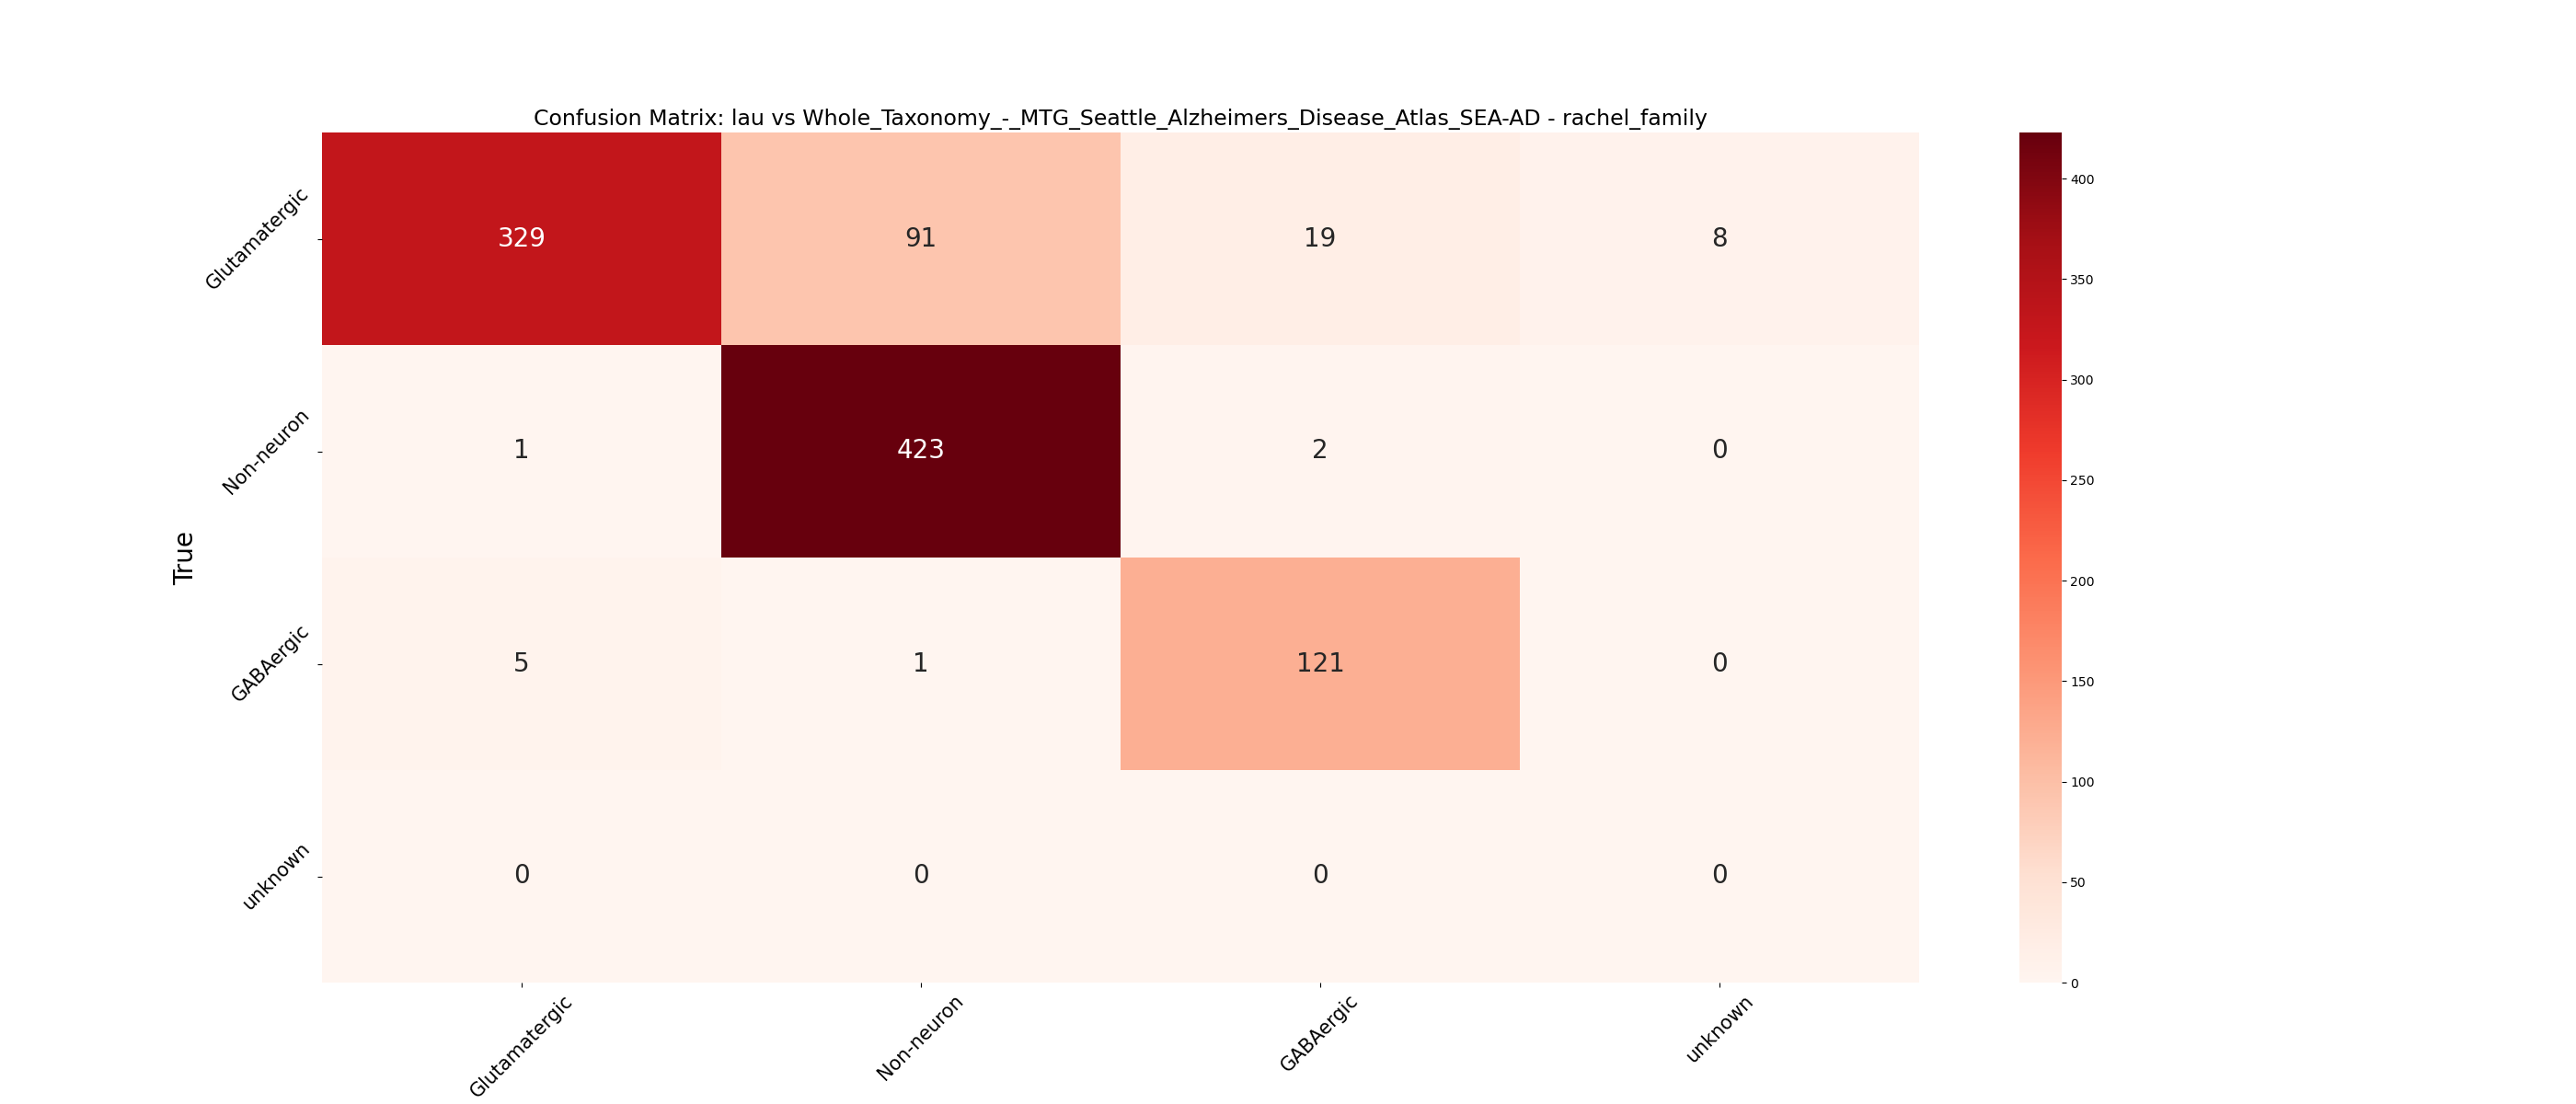 Confusion Matrix: lau vs Whole_Taxonomy_-_MTG_Seattle_Alzheimers_Disease_Atlas_SEA-AD - rachel_family
Glutamatergic
329
91
19
8
Non-neuron
1
423
2
0
GABAergic
5
1
121
0
unknown
0
0
0
0
True
Glutamatergic
Non-neuron
GABAergic
unknown
400
350
300
250
200
150
100
50
0